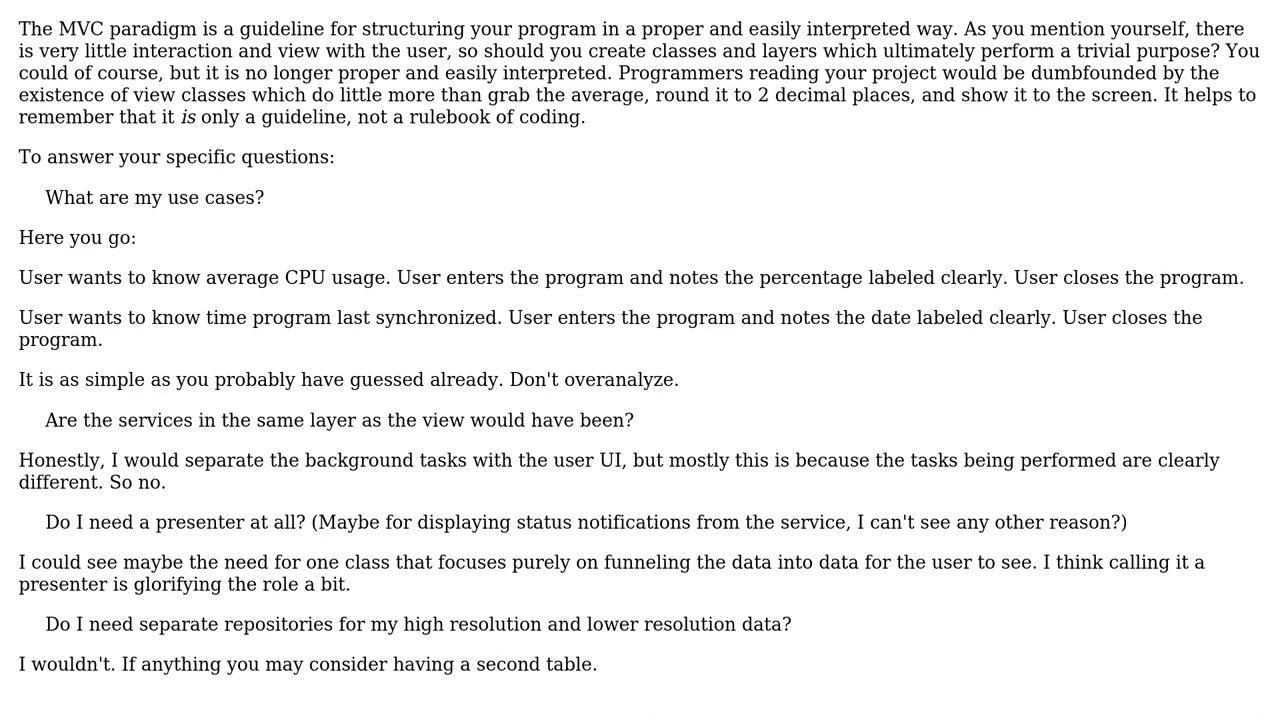 The MVC paradigm is a guideline for structuring your program in a proper and easily interpreted way. As you mention yourself, there
is very little interaction and view with the user, so should you create classes and layers which ultimately perform a trivial purpose? You
could of course, but it is no longer proper and easily interpreted. Programmers reading your project would be dumbfounded by the
existence of view classes which do little more than grab the average, round it to 2 decimal places, and show it to the screen. It helps to
remember that it is only a guideline, not a rulebook of coding.
To answer your specific questions:
What are my use cases?
Here you go:
User wants to know average CPU usage. User enters the program and notes the percentage labeled clearly. User closes the program.
User wants to know time program last synchronized. User enters the program and notes the date labeled clearly. User closes the
program.
It is as simple as you probably have guessed already. Don't overanalyze.
Are the services in the same layer as the view would have been?
Honestly, I would separate the background tasks with the user UI, but mostly this is because the tasks being performed are clearly
different. So no.
Do I need a presenter at all? (Maybe for displaying status notifications from the service, I can't see any other reason?)
I could see maybe the need for one class that focuses purely on funneling the data into data for the user to see. I think calling it a
presenter is glorifying the role a bit.
Do I need separate repositories for my high resolution and lower resolution data?
I wouldn't. If anything you may consider having a second table.